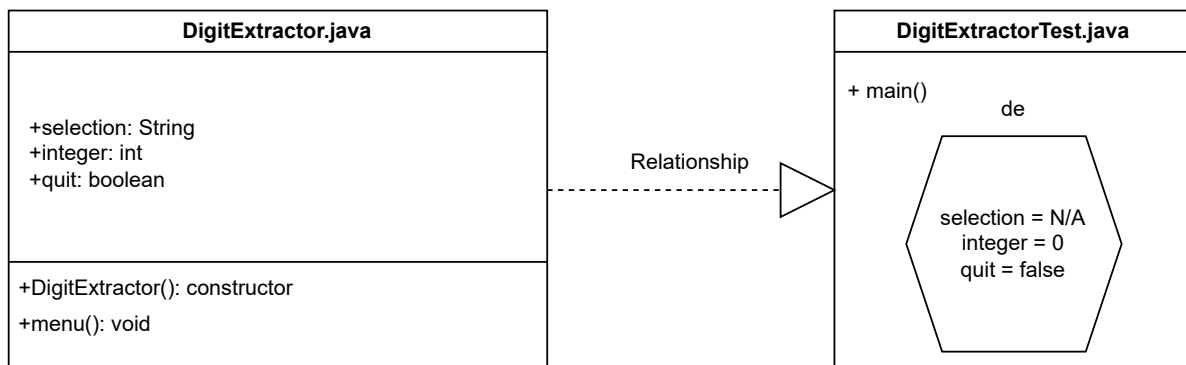 DigitExtractor.java
+selection: String
+integer: int
+quit: boolean
+DigitExtractor(): constructor
+menu(): void
Relationship
DigitExtractorTest.java
+ main()
de
selection = N/A
integer = 0
quit = false